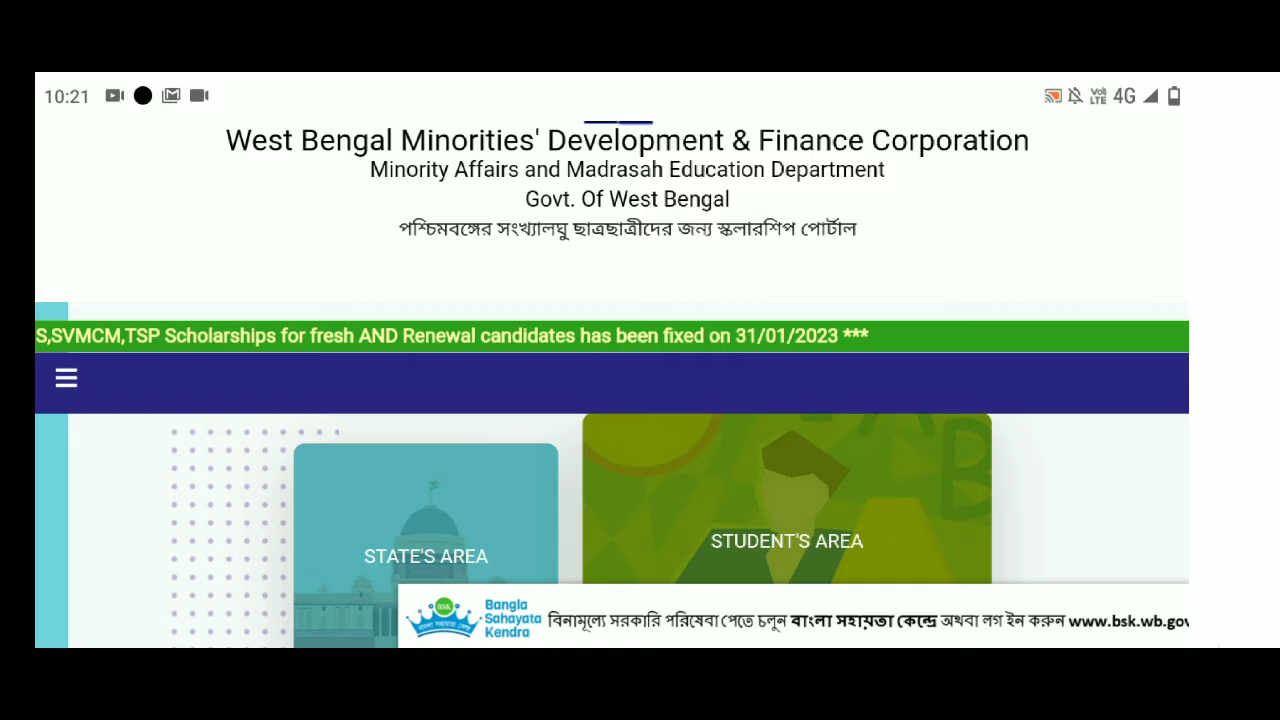 10:21
4G
West Bengal Minorities' Development & Finance Corporation
Minority Affairs and Madrasah Education Department
Govt. Of West Bengal
পশ্চিমবঙ্গের সংখ্যালঘু ছাত্রছাত্রীদের জন্য স্কলারশিপ পোর্টাল
S,SVMCM,TSP Scholarships for fresh AND Renewal candidates has been fixed on 31/01/2023 ***
STATE'S AREA
STUDENT'S AREA
BSK
বাংলা সহায়তা কেন্দ্র
Bangla
Sahayata
Kendra
বিনামূল্যে সরকারি পরিষেবা পেতে চলুন বাংলা সহায়তা কেন্দ্রে অথবা লগ ইন করুন www.bsk.wb.gov